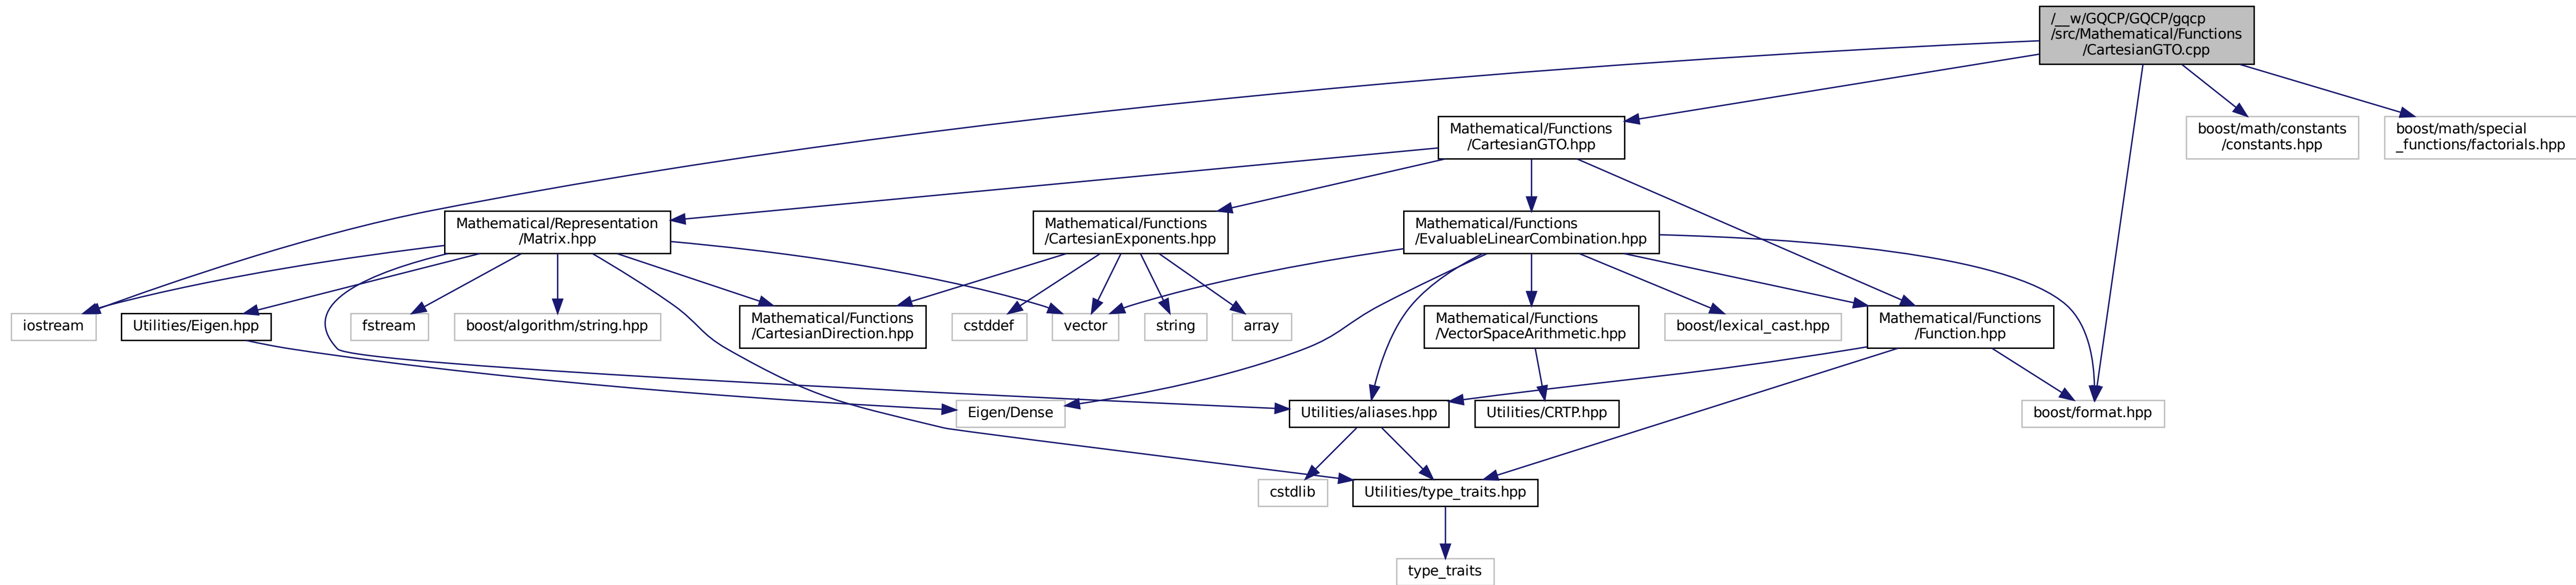 /__w/GQCP/GQCP/gqcp
/src/Mathematical/Functions
/CartesianGTO.cpp
Mathematical/Functions
/CartesianGTO.hpp
boost/math/constants
/constants.hpp
boost/math/special
_functions/factorials.hpp
Mathematical/Representation
/Matrix.hpp
Mathematical/Functions
/CartesianExponents.hpp
Mathematical/Functions
/EvaluableLinearCombination.hpp
iostream
Utilities/Eigen.hpp
fstream
boost/algorithm/string.hpp
Mathematical/Functions
/CartesianDirection.hpp
cstddef
vector
string
array
Mathematical/Functions
/VectorSpaceArithmetic.hpp
boost/lexical_cast.hpp
Mathematical/Functions
/Function.hpp
Eigen/Dense
Utilities/aliases.hpp
Utilities/CRTP.hpp
boost/format.hpp
cstdlib
Utilities/type_traits.hpp
type_traits